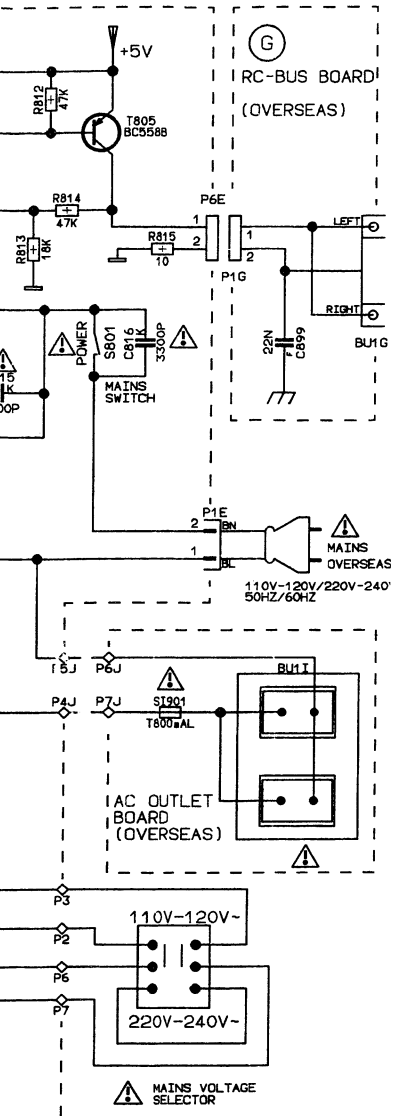 +5V
G
RC-BUS BOARD
(OVERSEAS)
R812
47K
T805
BC558B
R814
47K
R813
18K
R815
10
P6E
1
2
P1G
1
2
LEFT
RIGHT
BU1G
22N
C899
POWER
S801
C816
K
3300P
MAINS
SWITCH
15
K
00P
P1E
2
BN
1
BL
MAINS
OVERSEAS
110V-120V/220V-240
50HZ/60HZ
P6J
BU1I
P4J
P7J
SI901
T800mAL
AC OUTLET
BOARD
(OVERSEAS)
P3
P2
P6
P7
110V-120V~
220V-240V~
MAINS VOLTAGE
SELECTOR